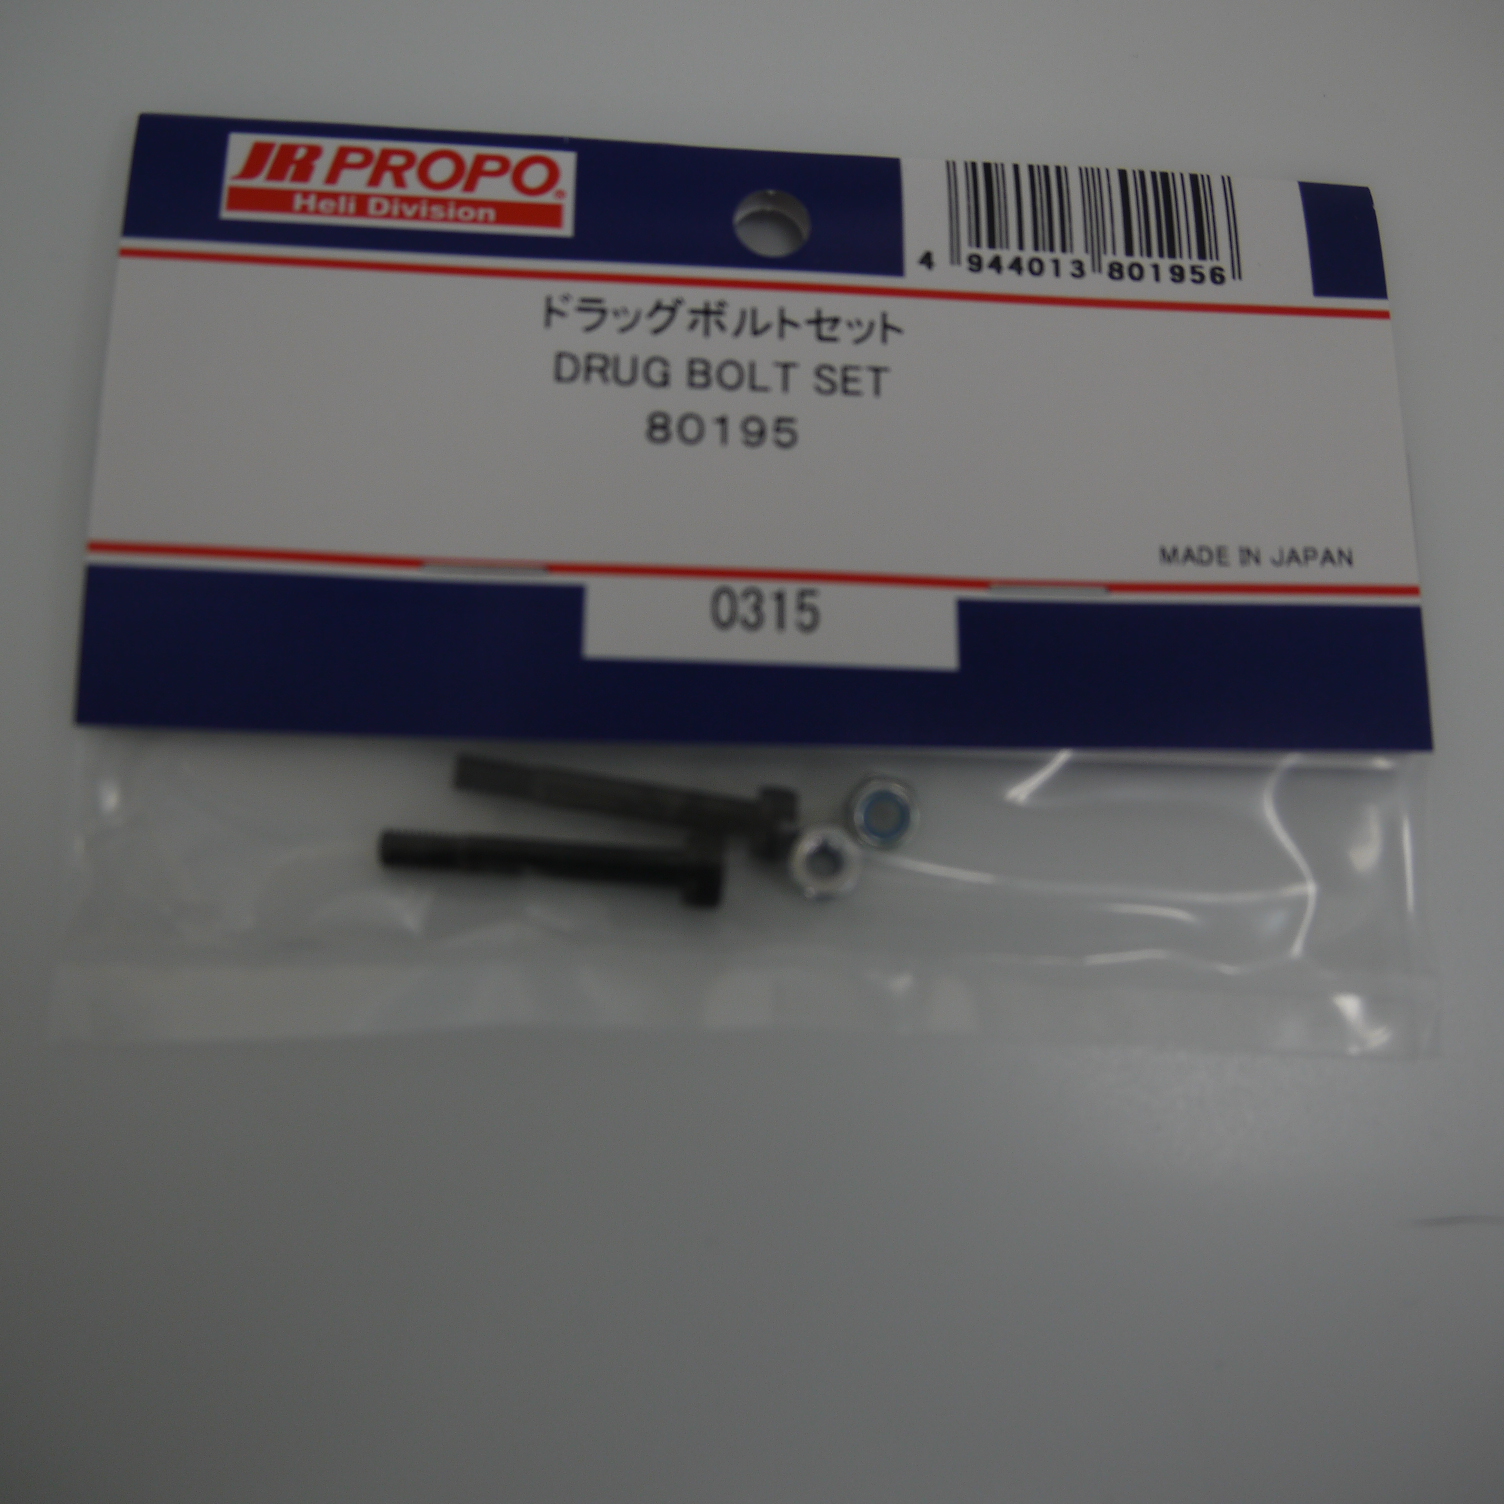 JR PROPO®
Heli Division
4 944013 801956
ドラッグボルトセット
DRUG BOLT SET
80195
MADE IN JAPAN
0315